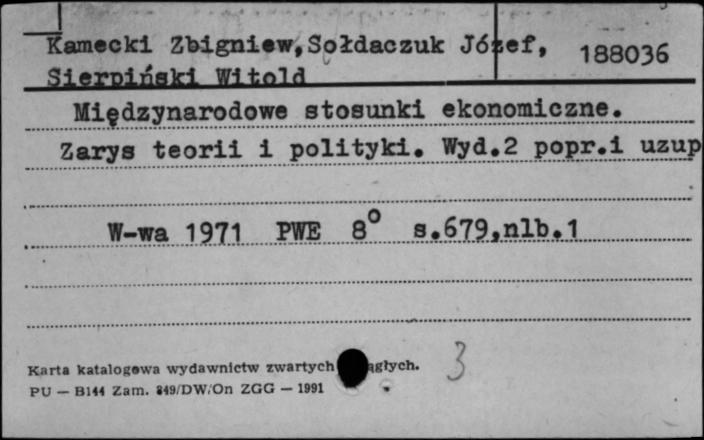 Kamecki Zbigniew, Sołdaczuk Józef, 188036
Sierpiński Witold
Międzynarodowe stosunki ekonomiczne.
Zarys teorii i polityki. Wyd.2 popr.i uzup
W-wa 1971 PWE 8° s.679,nlb.1
Karta katalogowa wydawnictw zwartych
PU — B144 Zam. 849/DW/On ZGG — 1991
3